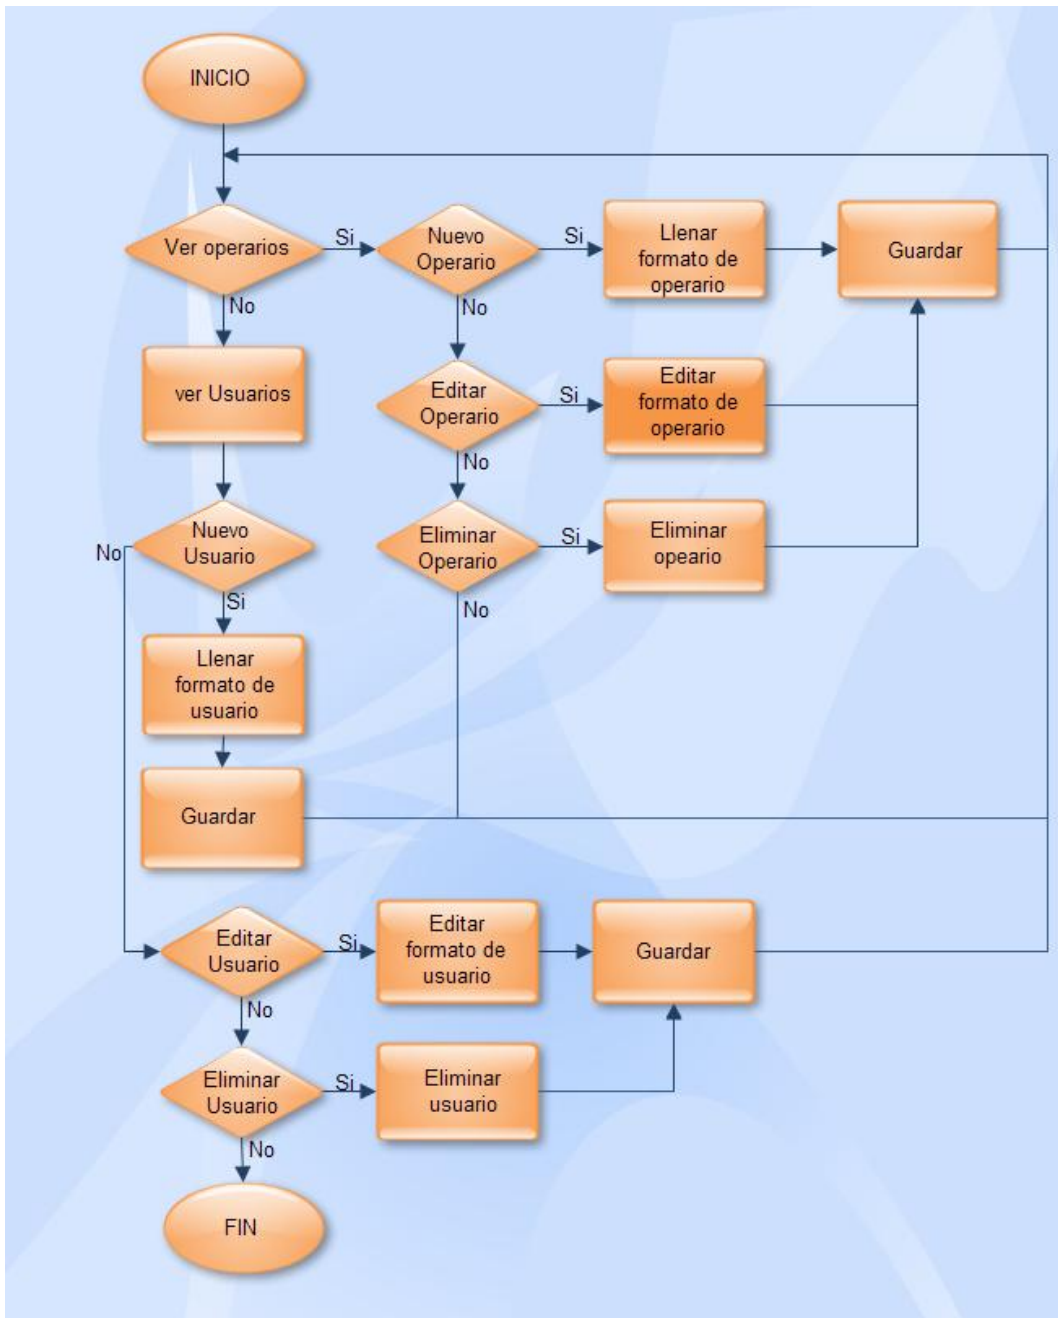 INICIO
Ver operarios
Si
Nuevo
Operario
Si
Llenar
formato de
operario
Guardar
No
No
ver Usuarios
Editar
Operario
Si
Editar
formato de
operario
No
Nuevo
Usuario
No
Eliminar
Operario
Si
Eliminar
opeario
Si
No
Llenar
formato de
usuario
Guardar
Editar
Usuario
Si
Editar
formato de
usuario
Guardar
No
Eliminar
Usuario
Si
Eliminar
usuario
No
FIN